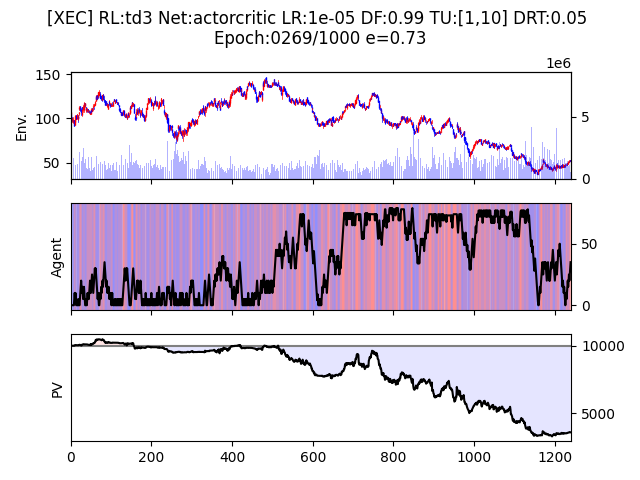 [XEC] RL:td3 Net:actorcritic LR:1e-05 DF:0.99 TU:[1,10] DRT:0.05
Epoch:0269/1000 e=0.73
1e6
150
100
50
Env.
5
0
Agent
50
0
PV
10000
5000
0 200 400 600 800 1000 1200